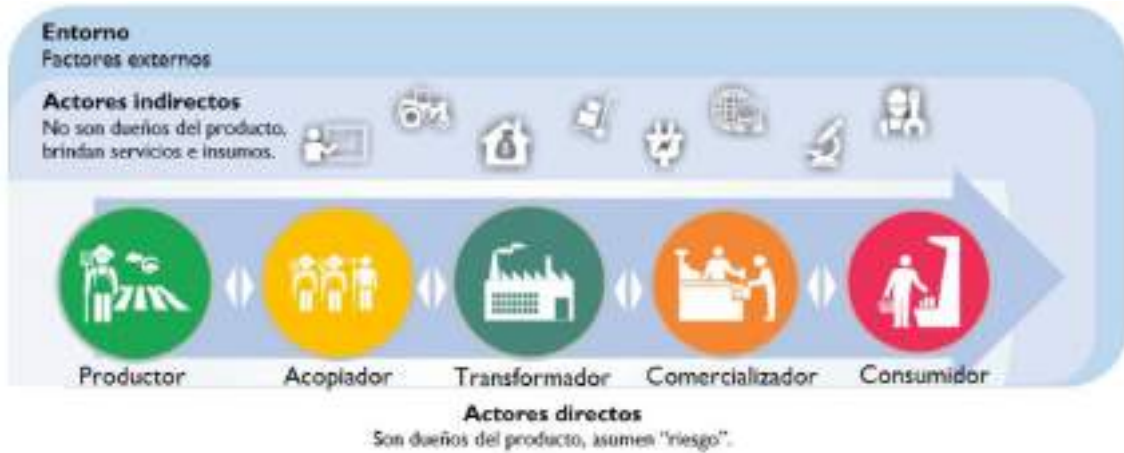 Entorno
Factores externos
Actores indirectos
No son dueños del producto,
brindan servicios e insumos.
Productor
Acopiador
Transformador
Comercializador
Consumidor
Actores directos
Son dueños del producto, asumen "riesgo".